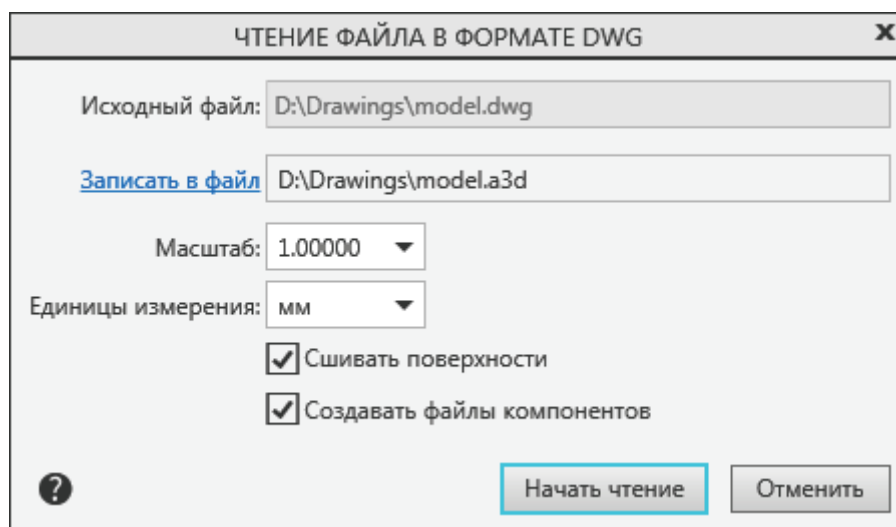 ЧТЕНИЕ ФАЙЛА В ФОРМАТЕ DWG x
Исходный файл: D:\Drawings\model.dwg
Записать в файл D:\Drawings\model.a3d
Масштаб: 1.00000
Единицы измерения: мм
Сшивать поверхности
Создавать файлы компонентов
? Начать чтение Отменить